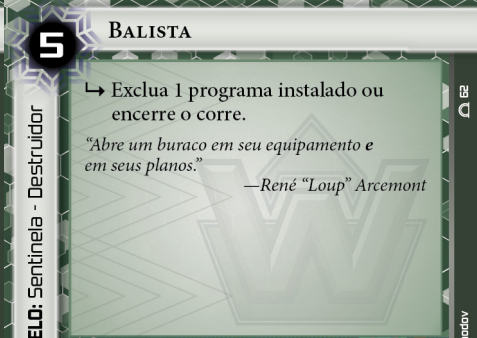 5
BALISTA
↳ Exclua 1 programa instalado ou
encerre o corre.
“Abre um buraco em seu equipamento e
em seus planos.”
—René “Loup” Arcemont
ELO: Sentinela - Destruidor
62